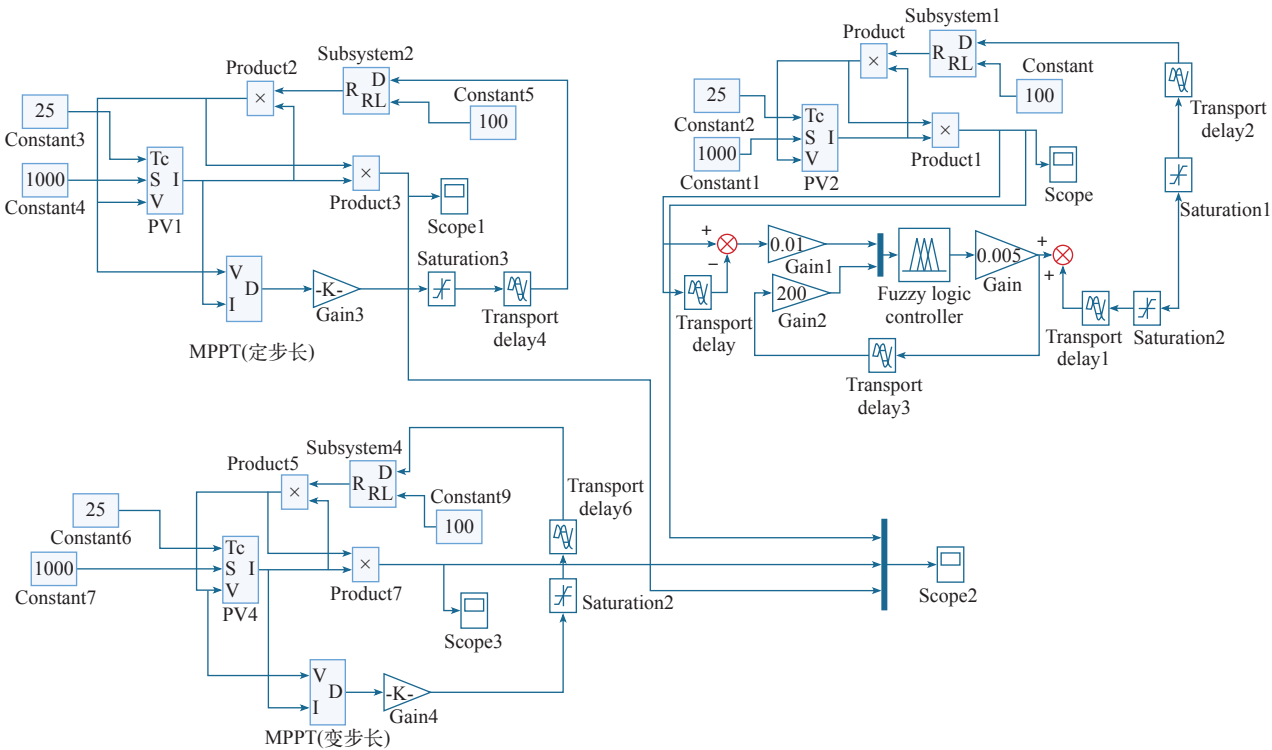 Subsystem2
Product2
R
D
RL
×
Constant5
100
25
Constant3
1000
Constant4
Tc
S
I
V
PV1
×
Product3
Scope1
V
D
I
-K-
Gain3
Saturation3
Transport
delay4
MPPT(定步长)
Subsystem1
Product
×
R
D
RL
Constant
100
25
Constant2
1000
Constant1
Tc
S
I
V
PV2
×
Product1
Scope
Transport
delay2
Saturation1
+
−
Transport
delay
0.01
Gain1
200
Gain2
Fuzzy logic
controller
0.005
Gain
+
+
Transport
delay1
Saturation2
Transport
delay3
Subsystem4
Product5
×
R
D
RL
Constant9
100
Transport
delay6
25
Constant6
1000
Constant7
Tc
S
I
V
PV4
×
Product7
Scope3
Saturation2
V
D
I
-K-
Gain4
MPPT(变步长)
Scope2